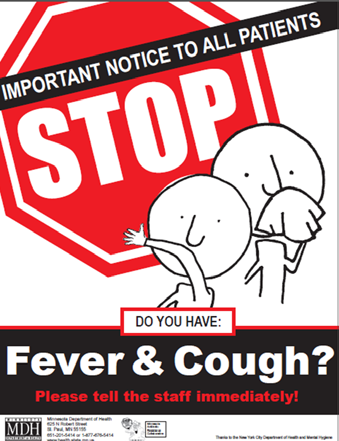 IMPORTANT NOTICE TO ALL PATIENTS
STOP
DO YOU HAVE:
Fever & Cough?
Please tell the staff immediately!
MDH
Minnesota Department of Health
625 N Robert Street
St. Paul, MN 55155
651-201-5414 or 1-877-676-5414
www.health.state.mn.us
Thanks to the New York City Department of Health and Mental Hygiene